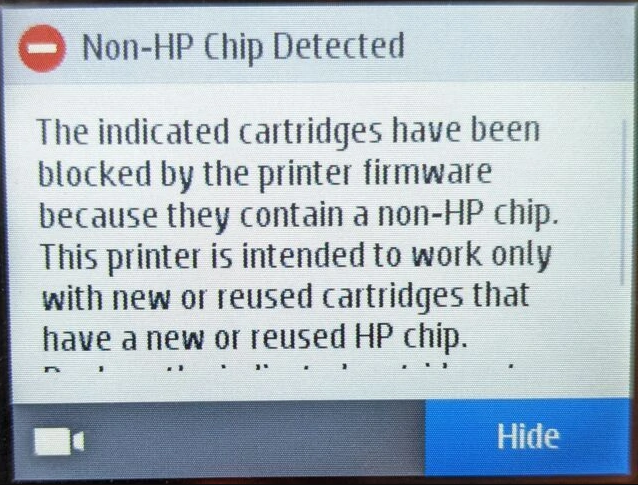 Non-HP Chip Detected
The indicated cartridges have been
blocked by the printer firmware
because they contain a non-HP chip.
This printer is intended to work only
with new or reused cartridges that
have a new or reused HP chip.
Hide